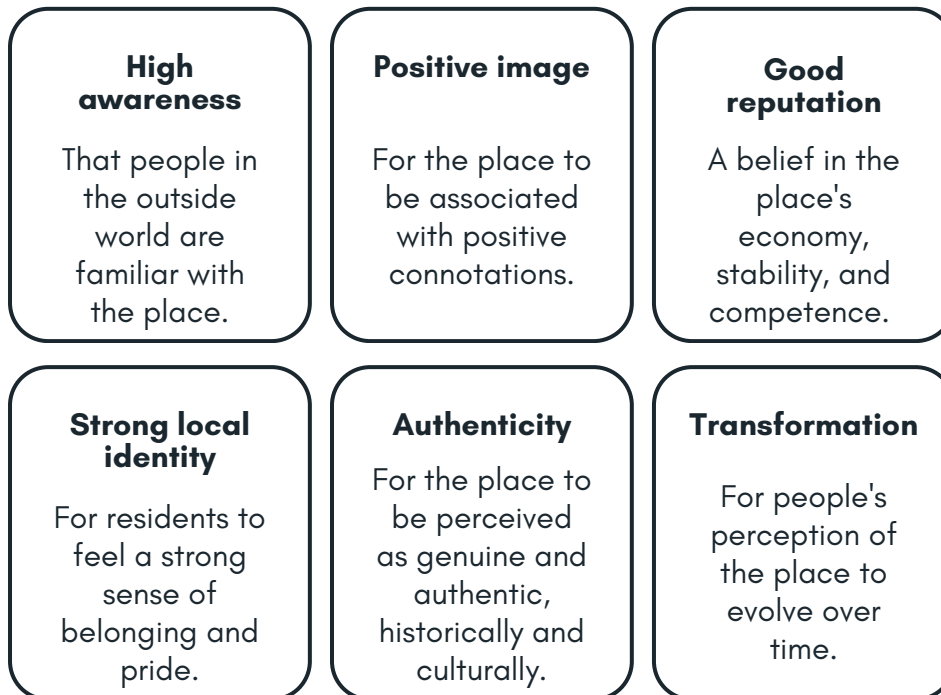 High
awareness
That people in
the outside
world are
familiar with
the place.
Positive image
For the place to
be associated
with positive
connotations.
Good
reputation
A belief in the
place's
economy,
stability, and
competence.
Strong local
identity
For residents to
feel a strong
sense of
belonging and
pride.
Authenticity
For the place to
be perceived
as genuine and
authentic,
historically and
culturally.
Transformation
For people's
perception of
the place to
evolve over
time.